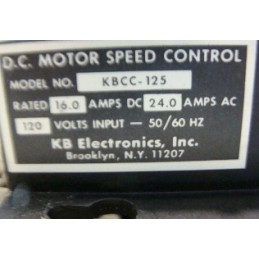 D.C. MOTOR SPEED CONTROL
MODEL NO. KBCC-125
RATED 16.0 AMPS DC 24.0 AMPS AC
120 VOLTS INPUT — 50/60 HZ
KB Electronics, Inc.
Brooklyn, N.Y. 11207